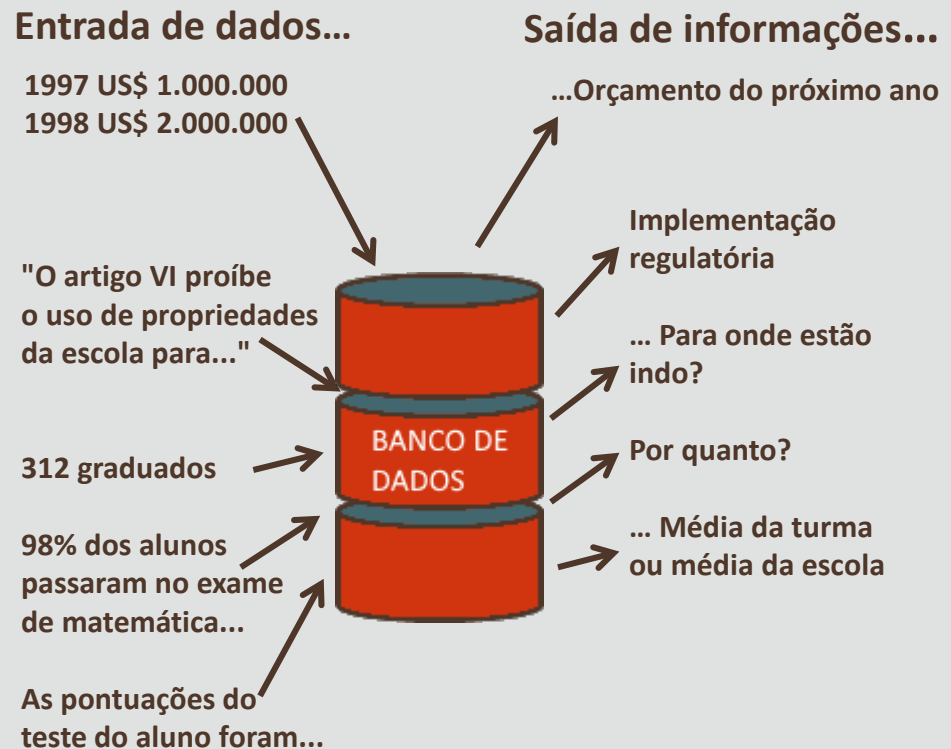 Entrada de dados...
1997 US$ 1.000.000
1998 US$ 2.000.000
"O artigo VI proíbe
o uso de propriedades
da escola para..."
312 graduados
98% dos alunos
passaram no exame
de matemática...
As pontuações do
teste do aluno foram...
BANCO DE
DADOS
Saída de informações...
...Orçamento do próximo ano
Implementação
regulatória
... Para onde estão
indo?
Por quanto?
... Média da turma
ou média da escola